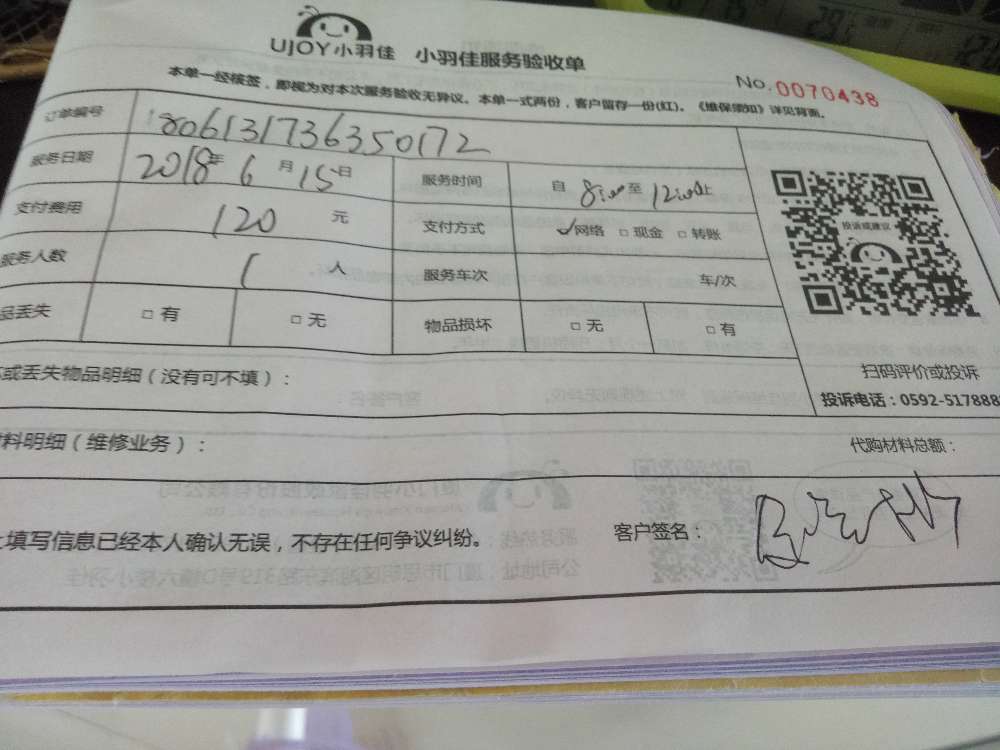 UJOY小羽佳 小羽佳服务验收单
No.0070438
本单一经核签，即视为对本次服务验收无异议。本单一式两份，客户留存一份(红)。《维保须知》详见背面。
订单编号 1806131736350172
服务日期 2018年 6 月 15日 服务时间 自 8:00 至 12:00止
支付费用 120 元 支付方式 ✓网络 □ 现金 □ 转账
服务人数 1 人 服务车次 车/次
品丢失 □ 有 □ 无 物品损坏 □ 无 □ 有
投诉或建议
扫码评价或投诉
投诉电话：0592-5178888
或丢失物品明细（没有可不填）：
料明细（维修业务）： 代购材料总额：
填写信息已经本人确认无误，不存在任何争议纠纷。 客户签名：